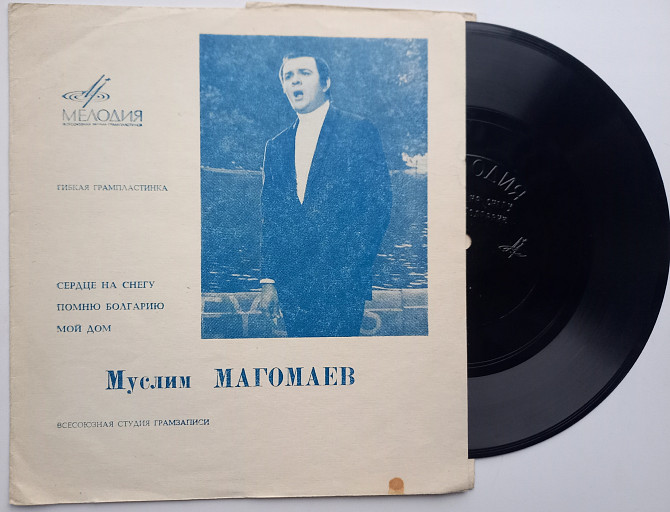 МЕЛОДИЯ
ГИБКАЯ ГРАМПЛАСТИНКА
СЕРДЦЕ НА СНЕГУ
ПОМНЮ БОЛГАРИЮ
МОЙ ДОМ
Муслим МАГОМАЕВ
ВСЕСОЮЗНАЯ СТУДИЯ ГРАМЗАПИСИ